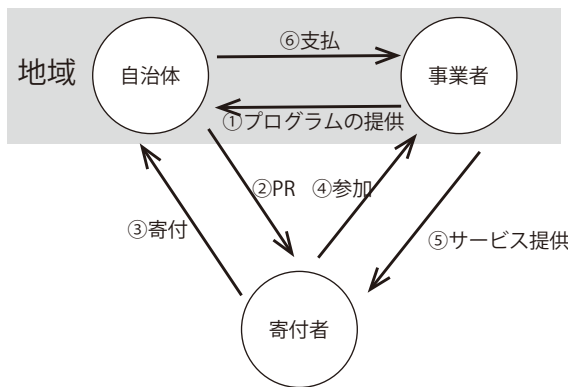 ⑥支払
地域
自治体
事業者
①プログラムの提供
②PR
④参加
③寄付
⑤サービス提供
寄付者